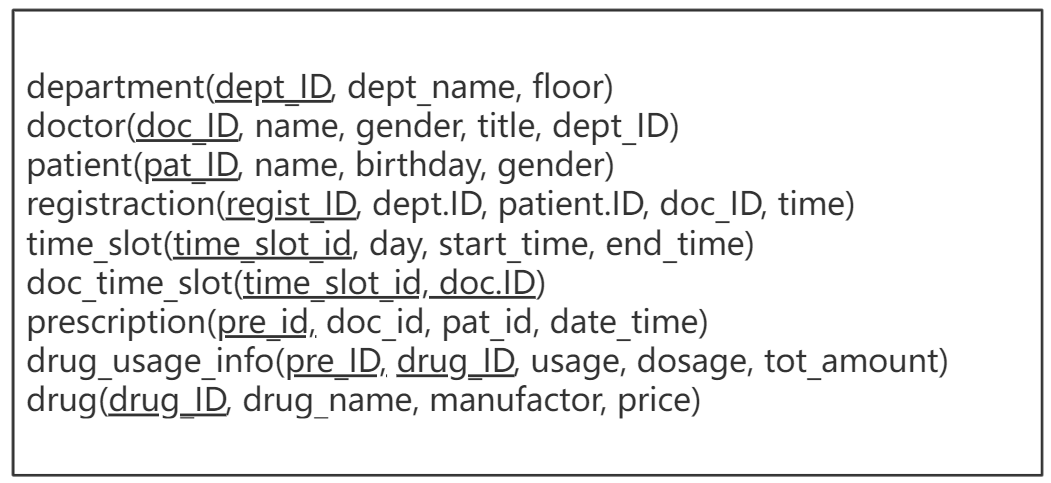 department(dept_ID, dept_name, floor)
doctor(doc_ID, name, gender, title, dept_ID)
patient(pat_ID, name, birthday, gender)
registraction(regist_ID, dept.ID, patient.ID, doc_ID, time)
time_slot(time_slot_id, day, start_time, end_time)
doc_time_slot(time_slot_id, doc.ID)
prescription(pre_id, doc_id, pat_id, date_time)
drug_usage_info(pre_ID, drug_ID, usage, dosage, tot_amount)
drug(drug_ID, drug_name, manufactor, price)